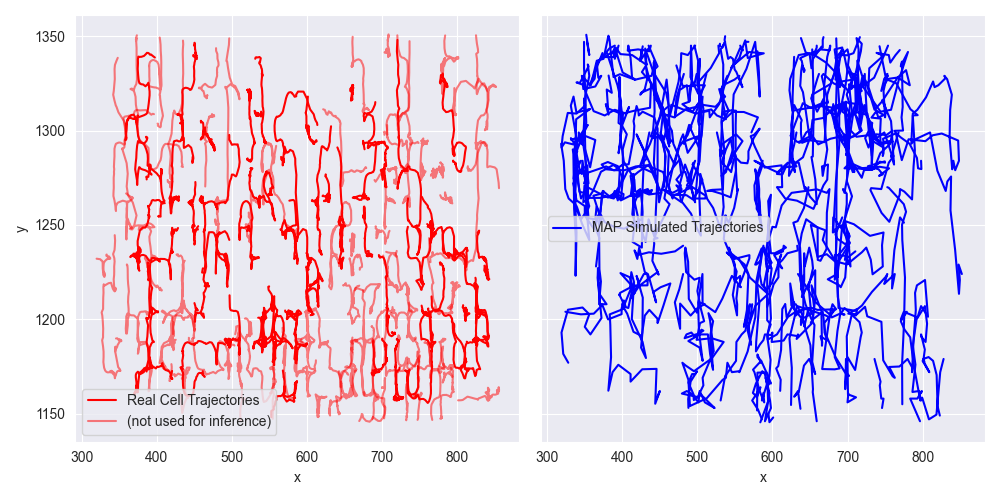 1350
1300
1250
1200
1150
y
Real Cell Trajectories
(not used for inference)
300 400 500 600 700 800
x
MAP Simulated Trajectories
300 400 500 600 700 800
x